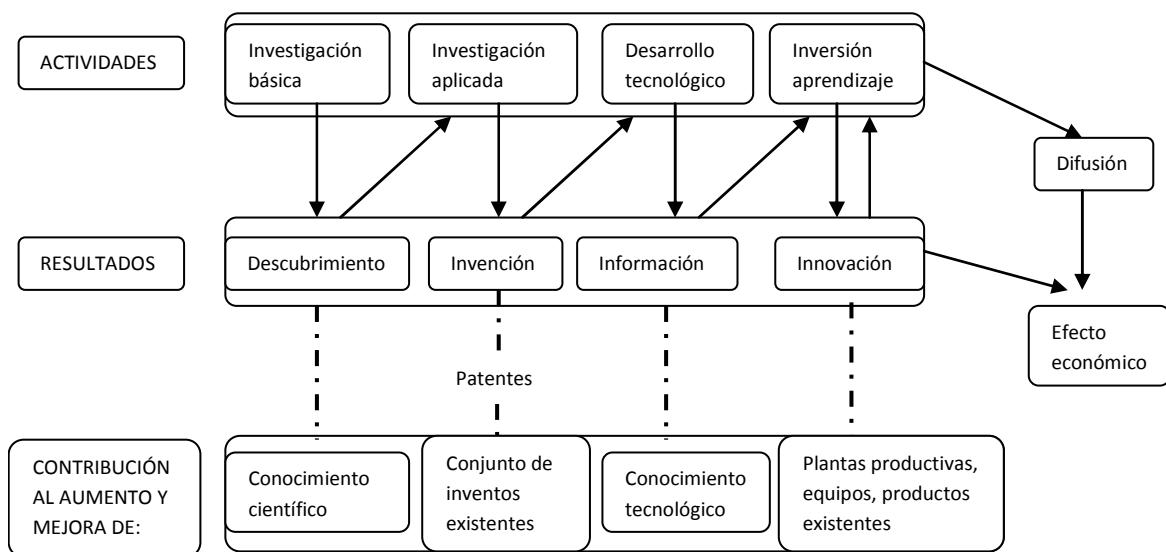 ACTIVIDADES
Investigación
básica
Investigación
aplicada
Desarrollo
tecnológico
Inversión
aprendizaje
Difusión
RESULTADOS
Descubrimiento
Invención
Información
Innovación
Efecto
económico
Patentes
CONTRIBUCIÓN
AL AUMENTO Y
MEJORA DE:
Conocimiento
científico
Conjunto de
inventos
existentes
Conocimiento
tecnológico
Plantas productivas,
equipos, productos
existentes